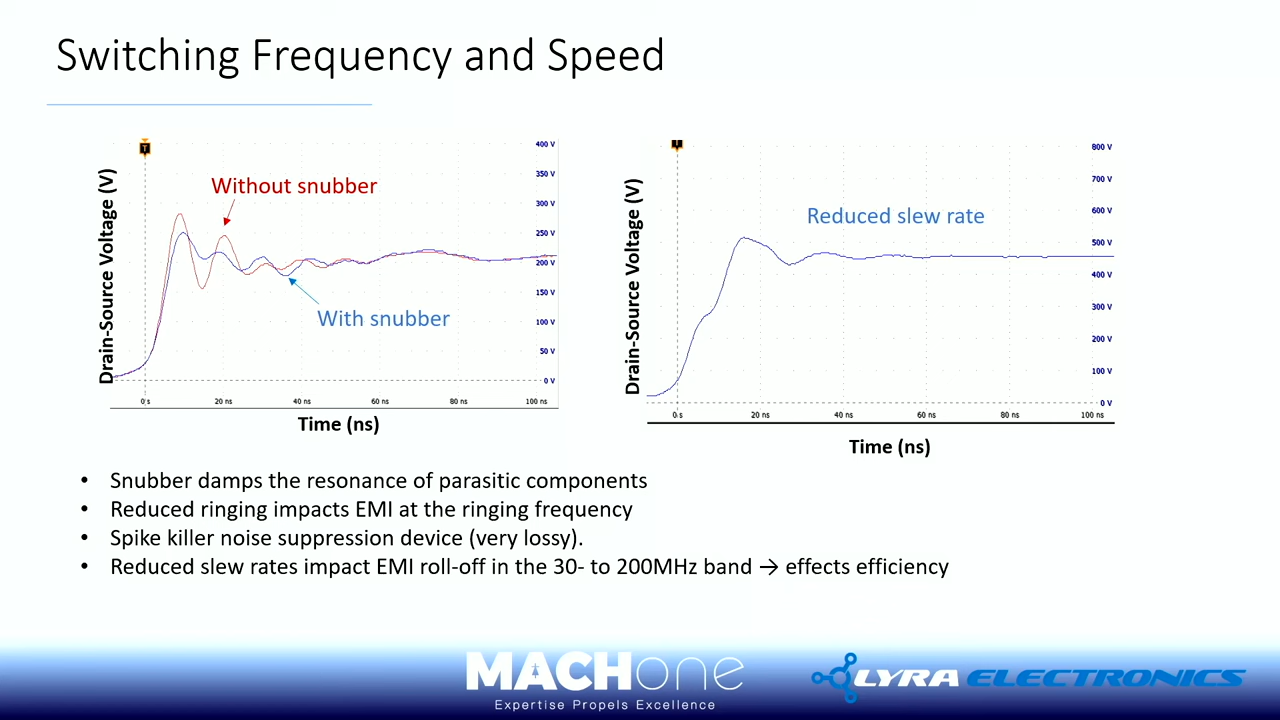 Switching Frequency and Speed
Drain-Source Voltage (V)
T
Without snubber
With snubber
400 V
350 V
300 V
250 V
200 V
150 V
100 V
50 V
0 V
0 s 20 ns 40 ns 60 ns 80 ns 100 ns
Time (ns)
Drain-Source Voltage (V)
Reduced slew rate
800 V
700 V
600 V
500 V
400 V
300 V
200 V
100 V
0 V
0 s 20 ns 40 ns 60 ns 80 ns 100 ns
Time (ns)
• Snubber damps the resonance of parasitic components
• Reduced ringing impacts EMI at the ringing frequency
• Spike killer noise suppression device (very lossy).
• Reduced slew rates impact EMI roll-off in the 30- to 200MHz band → effects efficiency
MACHone
Expertise Propels Excellence
LYRA ELECTRONICS